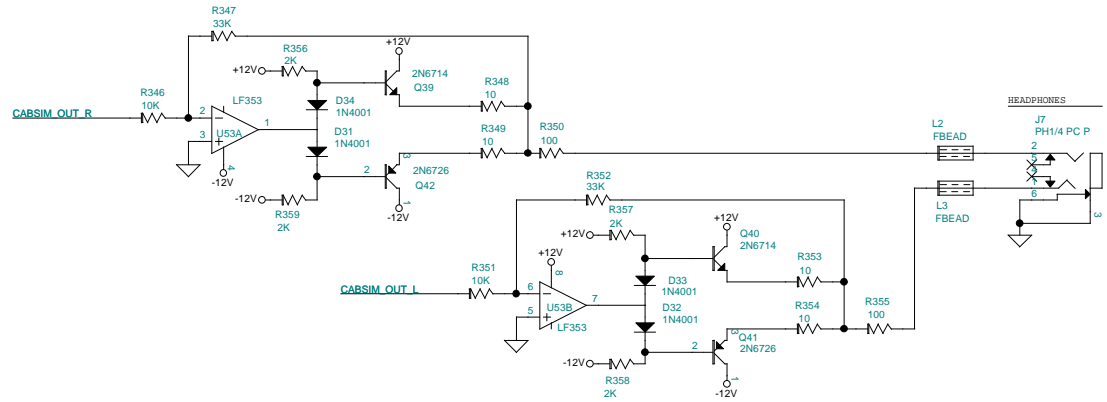 R347
33K
+12V
R356
2K
+12V
2N6714
Q39
R348
10
R346
10K
LF353
D34
1N4001
CABSIM_OUT_R
2
1
U53A
3
D31
1N4001
R349
10
R350
100
4
-12V
2
3
2N6726
Q42
-12V
R359
2K
1
-12V
HEADPHONES
J7
PH1/4 PC P
L2
FBEAD
2
5
4
1
6
3
L3
FBEAD
R352
33K
R357
2K
+12V
+12V
Q40
2N6714
+12V
8
R351
10K
D33
1N4001
R353
10
CABSIM_OUT_L
6
7
U53B
5
D32
1N4001
LF353
R354
10
R355
100
2
3
Q41
2N6726
-12V
R358
2K
1
-12V